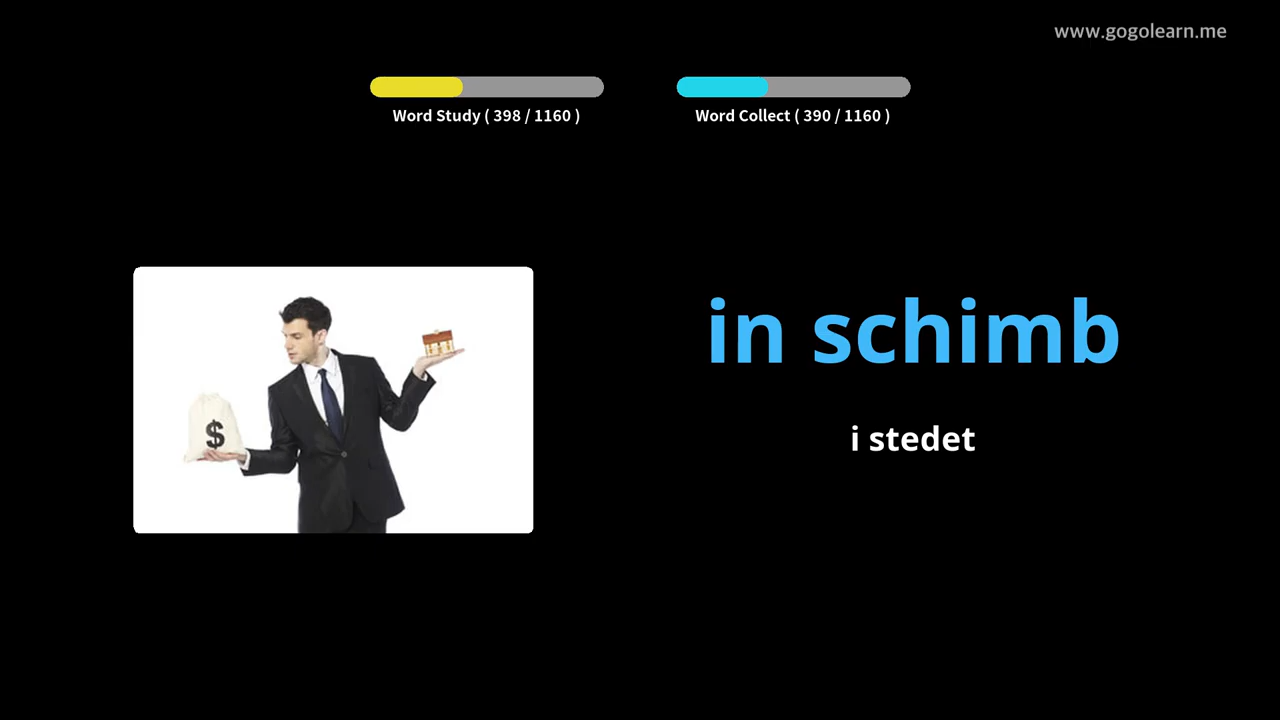 www.gogolearn.me
Word Study ( 398 / 1160 )
Word Collect ( 390 / 1160 )
$
in schimb
i stedet